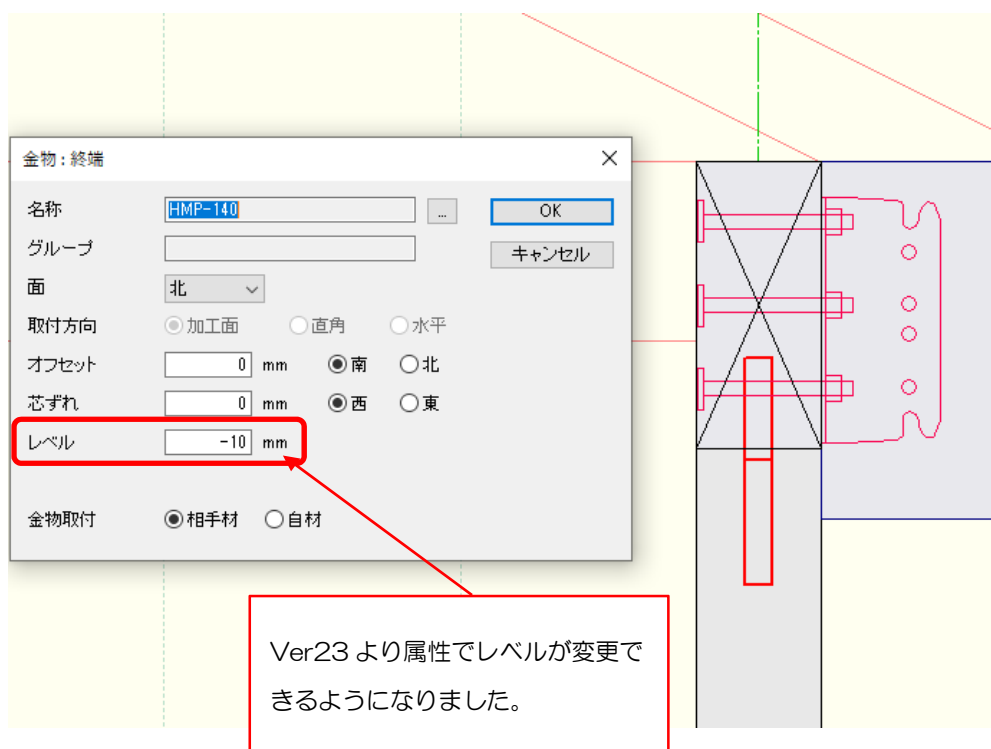 金物 : 終端
名称 HMP-140 ... OK
グループ キャンセル
面 北
取付方向 加工面 直角 水平
オフセット 0 mm 南 北
芯ずれ 0 mm 西 東
レベル -10 mm
金物取付 相手材 自材
Ver23 より属性でレベルが変更で
きるようになりました。